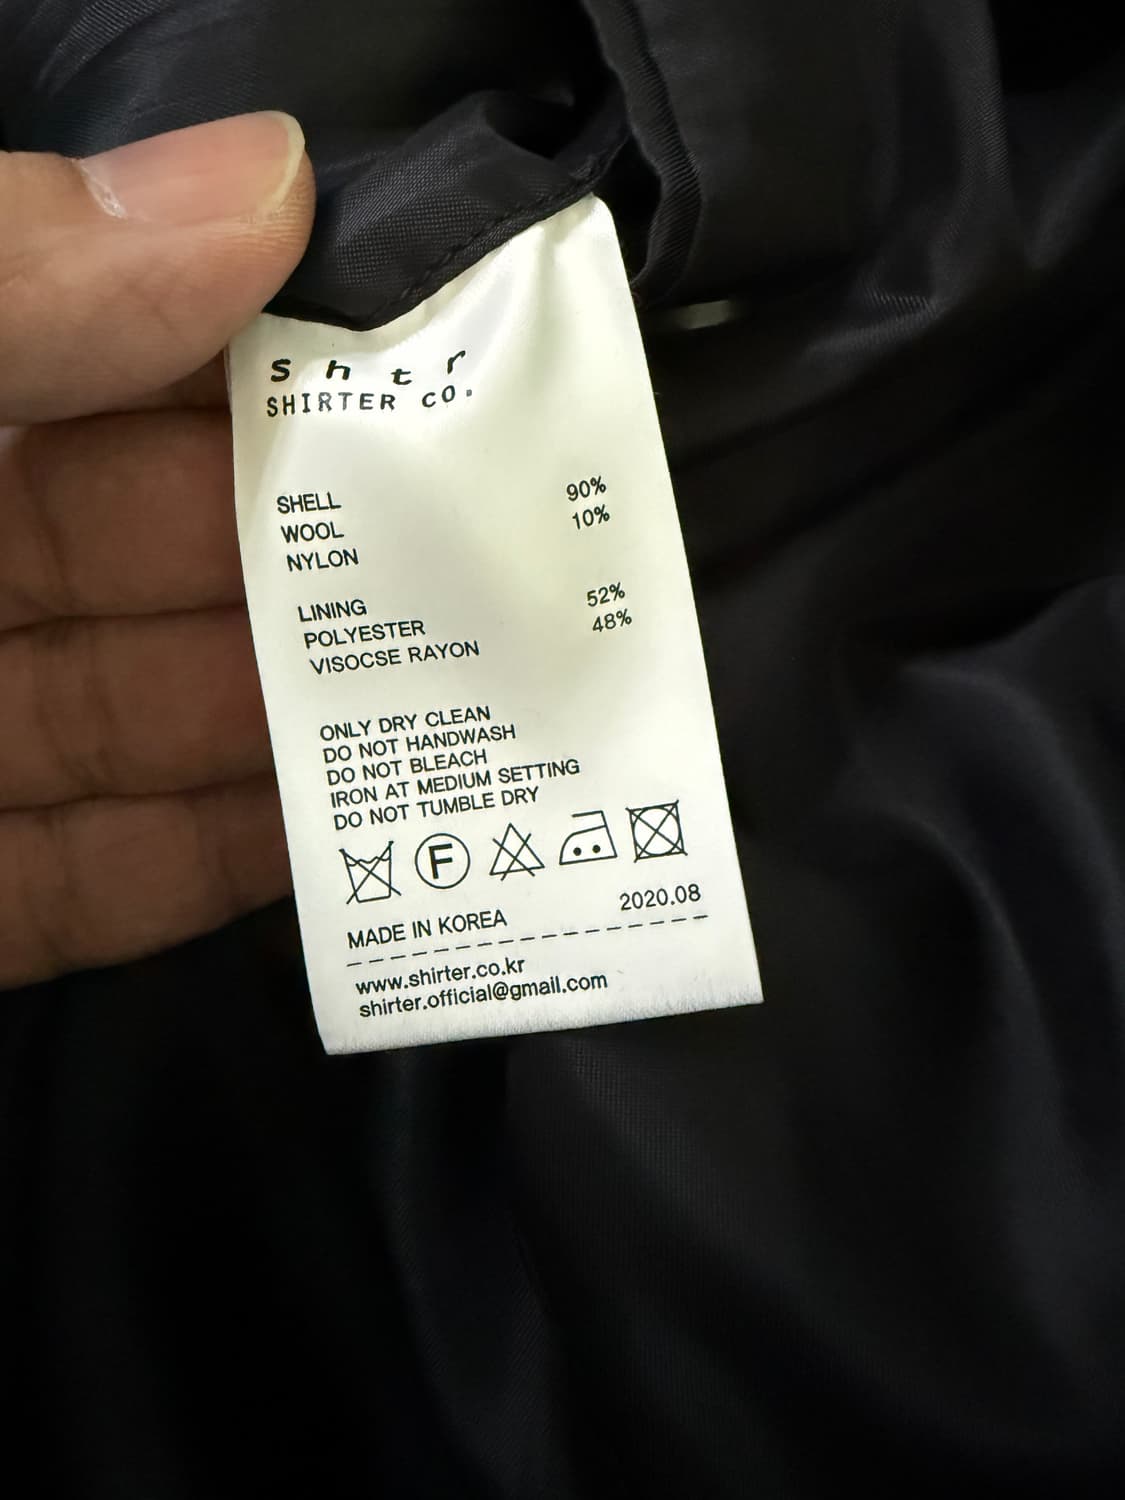 s h t r
SHIRTER CO.
SHELL 90%
WOOL 10%
NYLON
LINING 52%
POLYESTER 48%
VISOCSE RAYON
ONLY DRY CLEAN
DO NOT HANDWASH
DO NOT BLEACH
IRON AT MEDIUM SETTING
DO NOT TUMBLE DRY
F
MADE IN KOREA 2020.08
www.shirter.co.kr
shirter.official@gmail.com